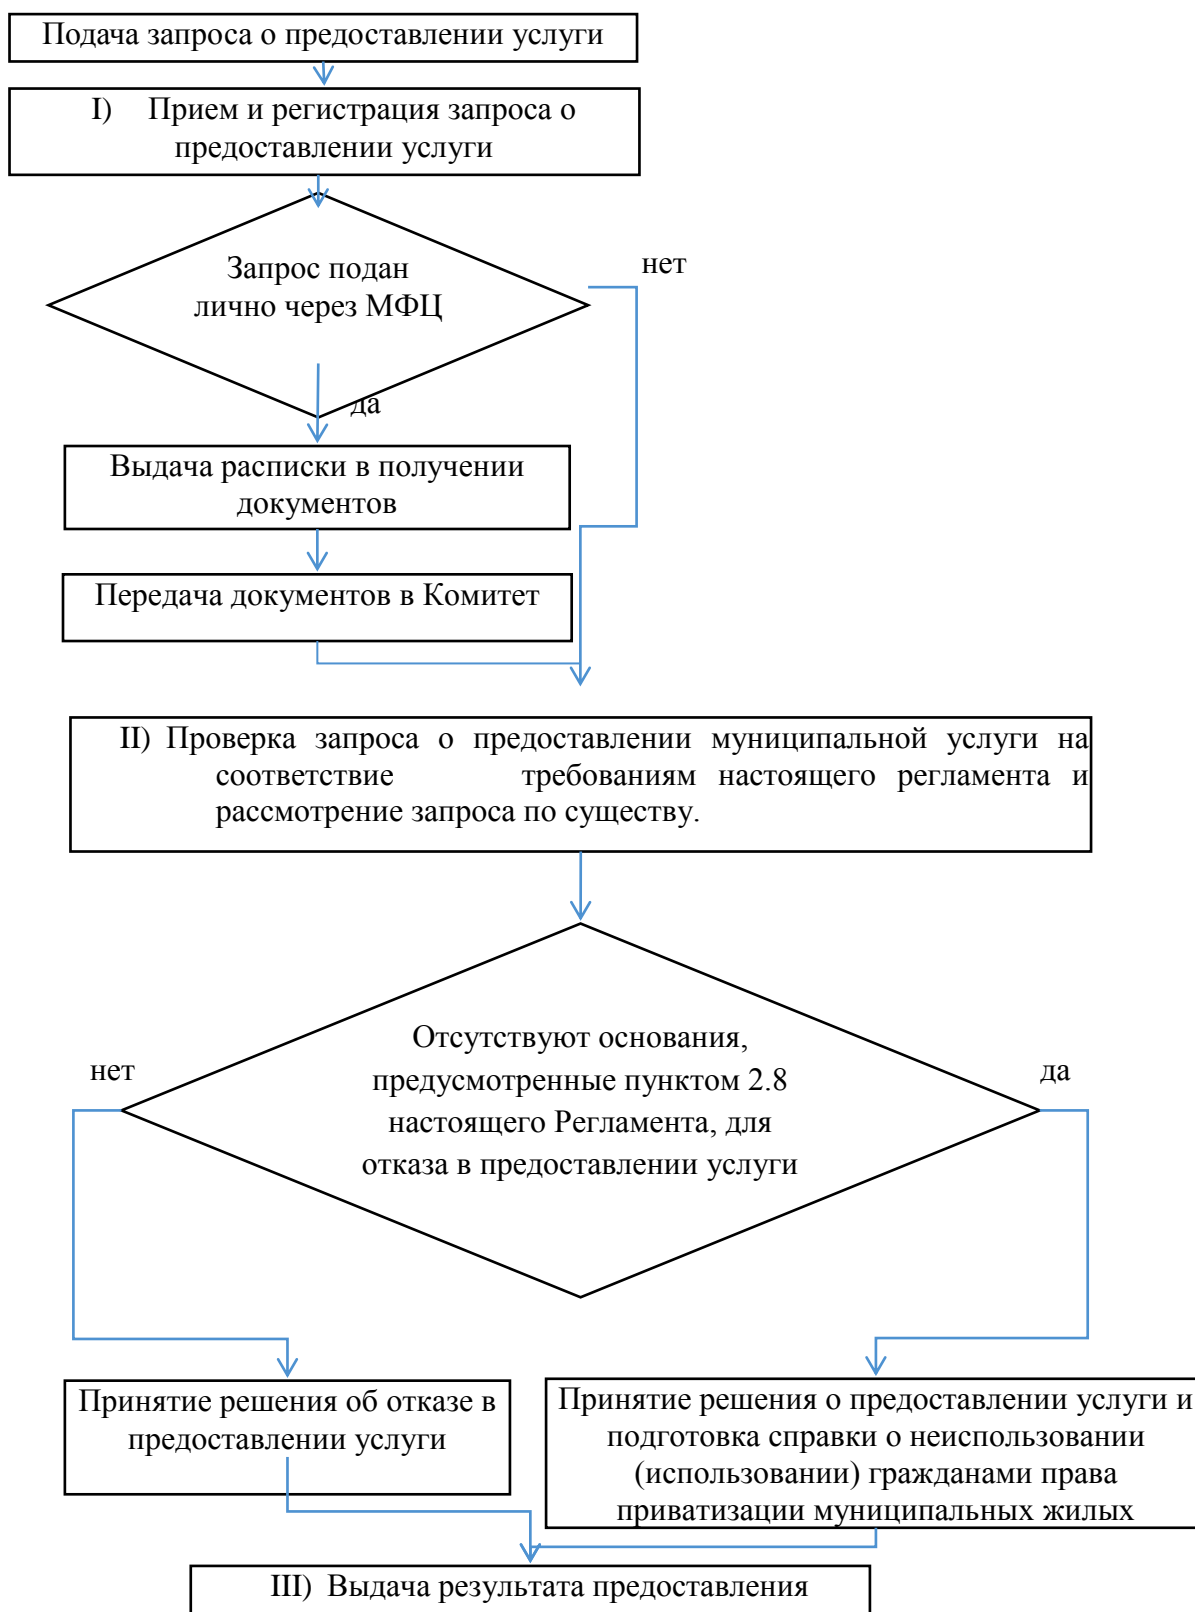 Подача запроса о предоставлении услуги
I) Прием и регистрация запроса о
предоставлении услуги
Запрос подан
лично через МФЦ
нет
да
Выдача расписки в получении
документов
Передача документов в Комитет
II) Проверка запроса о предоставлении муниципальной услуги на
соответствие требованиям настоящего регламента и
рассмотрение запроса по существу.
Отсутствуют основания,
предусмотренные пунктом 2.8
настоящего Регламента, для
отказа в предоставлении услуги
нет
да
Принятие решения об отказе в
предоставлении услуги
Принятие решения о предоставлении услуги и
подготовка справки о неиспользовании
(использовании) гражданами права
приватизации муниципальных жилых
III) Выдача результата предоставления